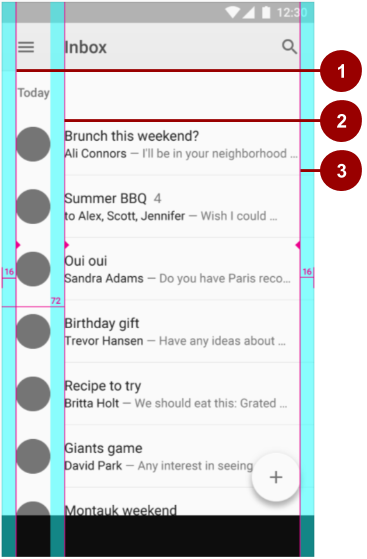 12:30
Inbox
1
Today
2
Brunch this weekend?
Ali Connors — I'll be in your neighborhood ...
3
Summer BBQ 4
to Alex, Scott, Jennifer — Wish I could ...
Oui oui
16
Sandra Adams — Do you have Paris reco...
16
72
Birthday gift
Trevor Hansen — Have any ideas about ...
Recipe to try
Britta Holt — We should eat this: Grated ...
Giants game
David Park — Any interest in seeing
+
Montauk weekend